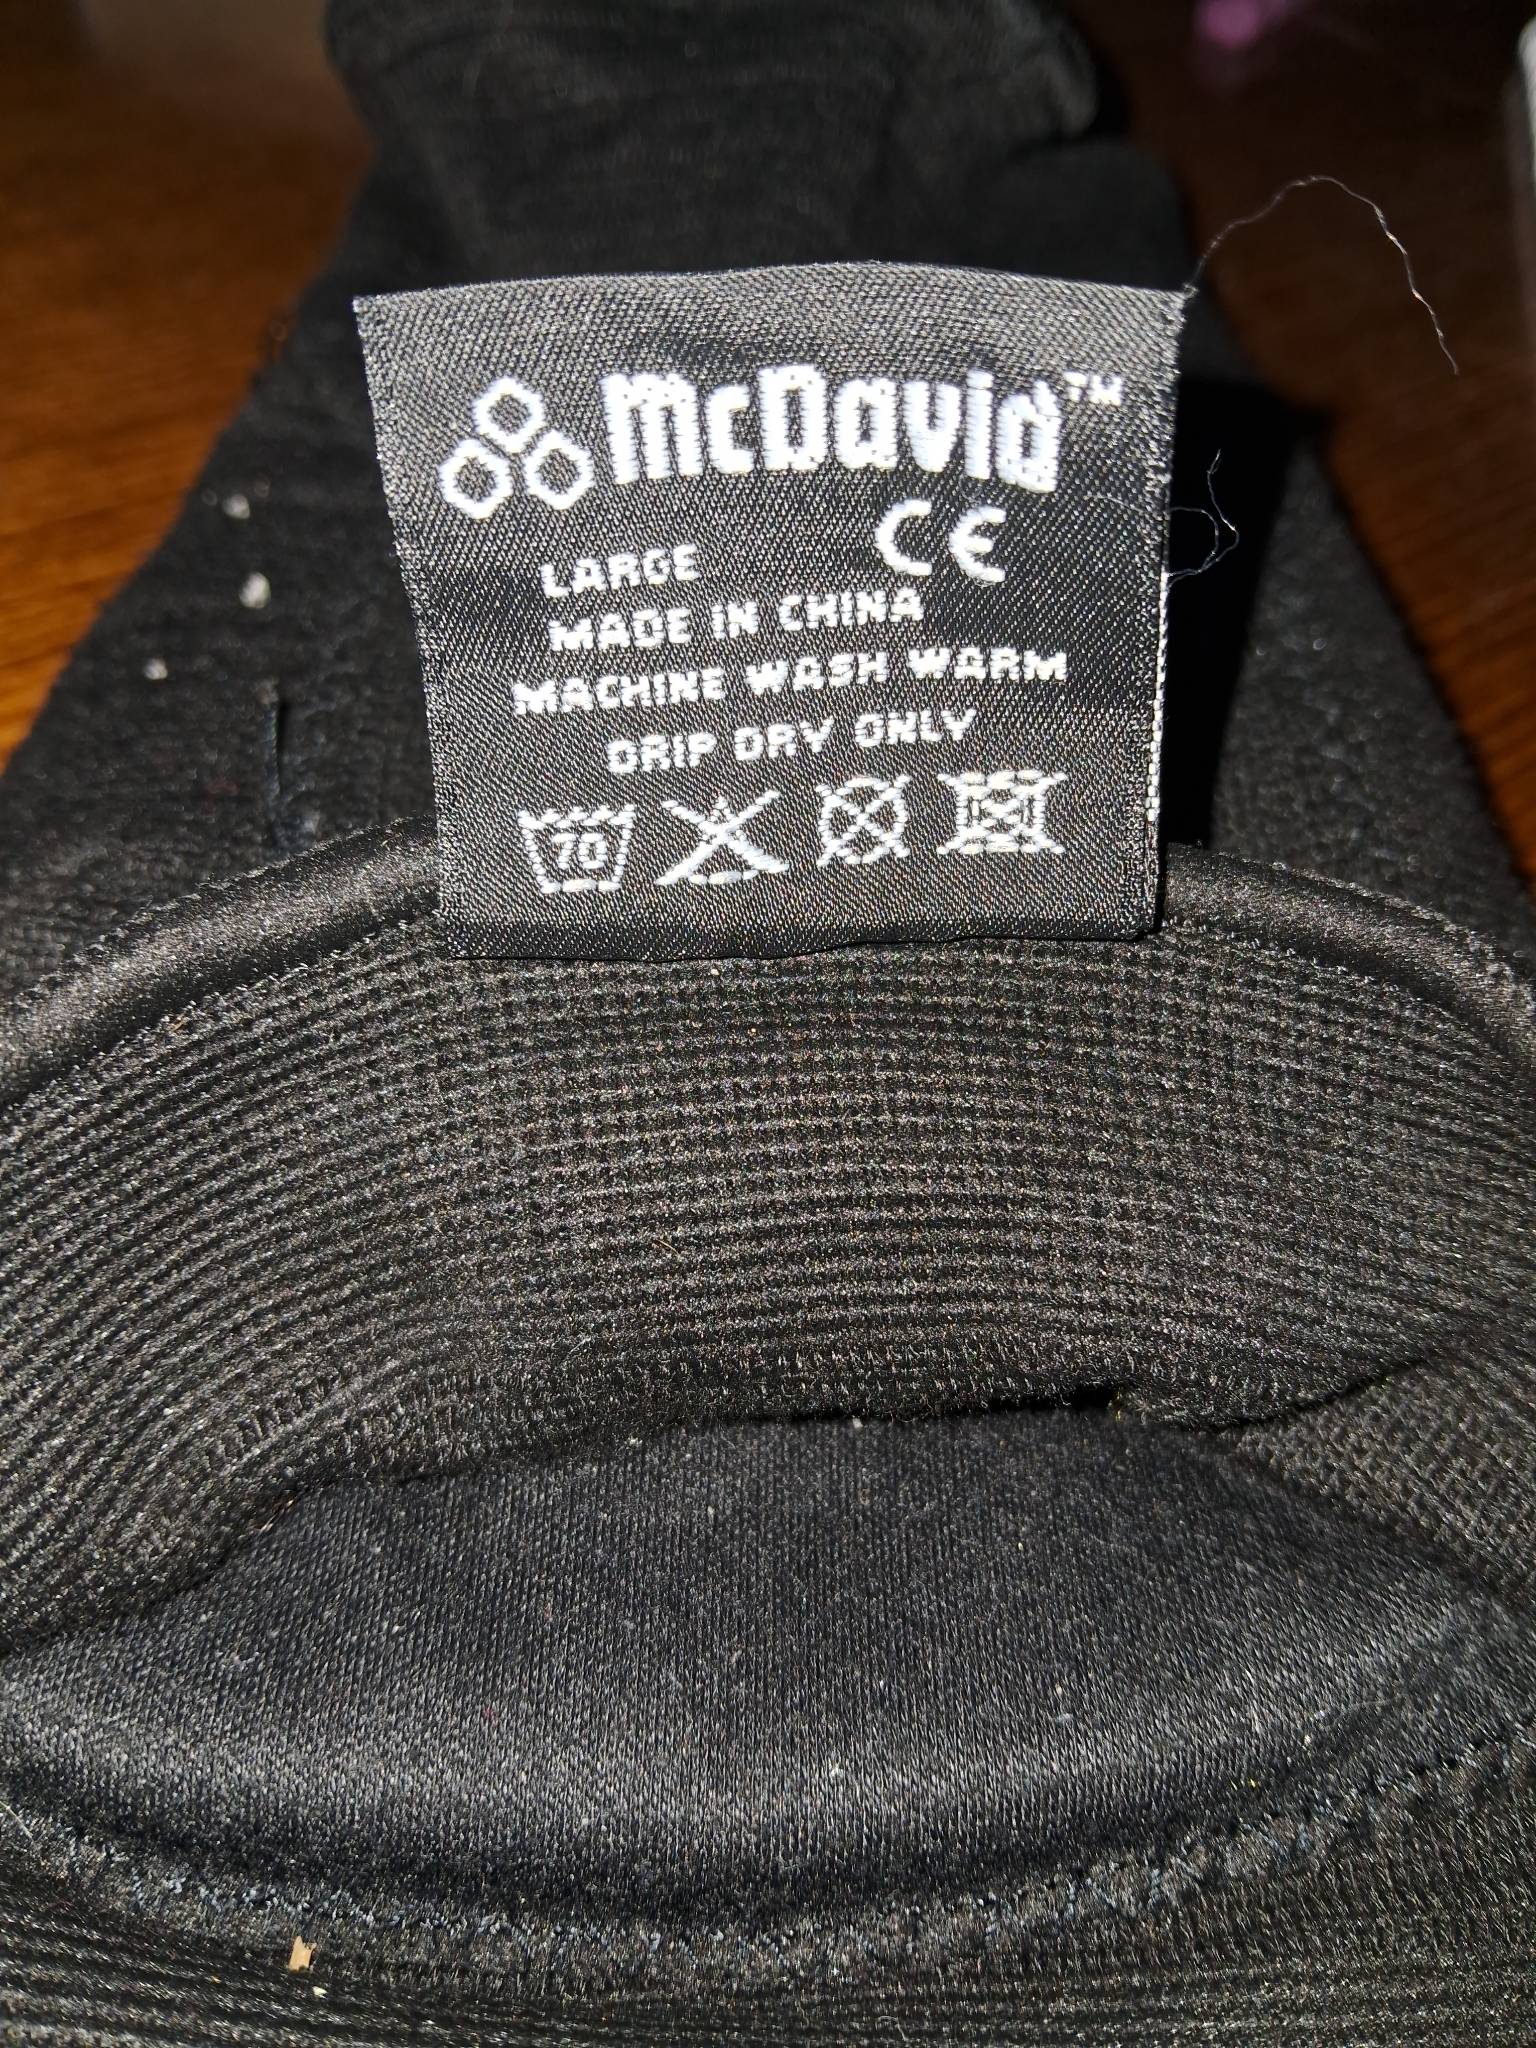 McDavid™
CE
LARGE
MADE IN CHINA
MACHINE WASH WARM
DRIP DRY ONLY
70